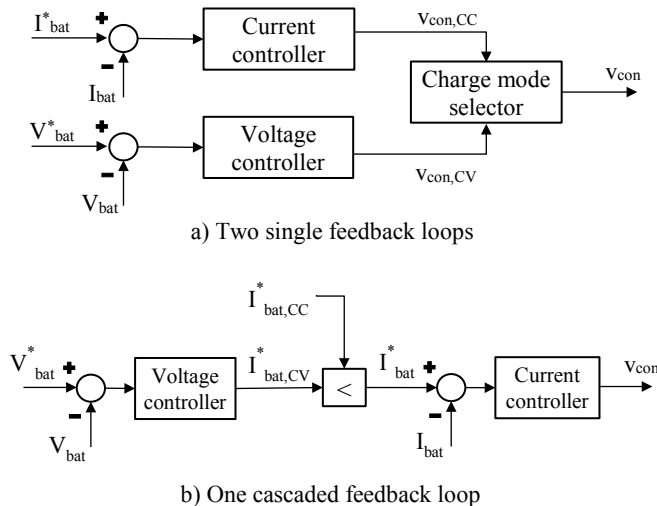 I*bat
+
−
Ibat
Current
controller
vcon,CC
Charge mode
selector
vcon
V*bat
+
−
Vbat
Voltage
controller
vcon,CV
a) Two single feedback loops
I*bat,CC
V*bat
+
−
Vbat
Voltage
controller
I*bat,CV
<
I*bat
+
−
Ibat
Current
controller
vcon
b) One cascaded feedback loop